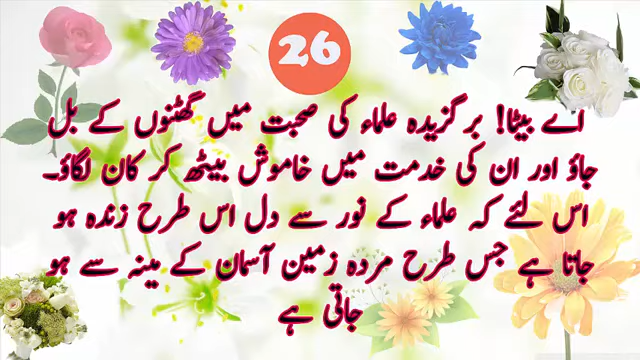 26
اے بیٹا! برگزیدہ علماء کی صحبت میں گھٹنوں کے بل
جاؤ اور ان کی خدمت میں خاموش بیٹھ کر کان لگاؤ۔
اس لئے کہ علماء کے نور سے دل اس طرح زندہ ہو
جاتا ہے جس طرح مردہ زمین آسمان کے مینہ سے ہو
جاتی ہے